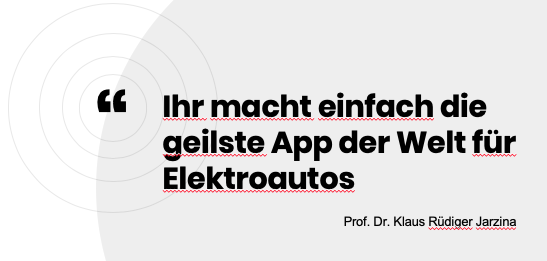 “
Ihr macht einfach die
geilste App der Welt für
Elektroautos
Prof. Dr. Klaus Rüdiger Jarzina